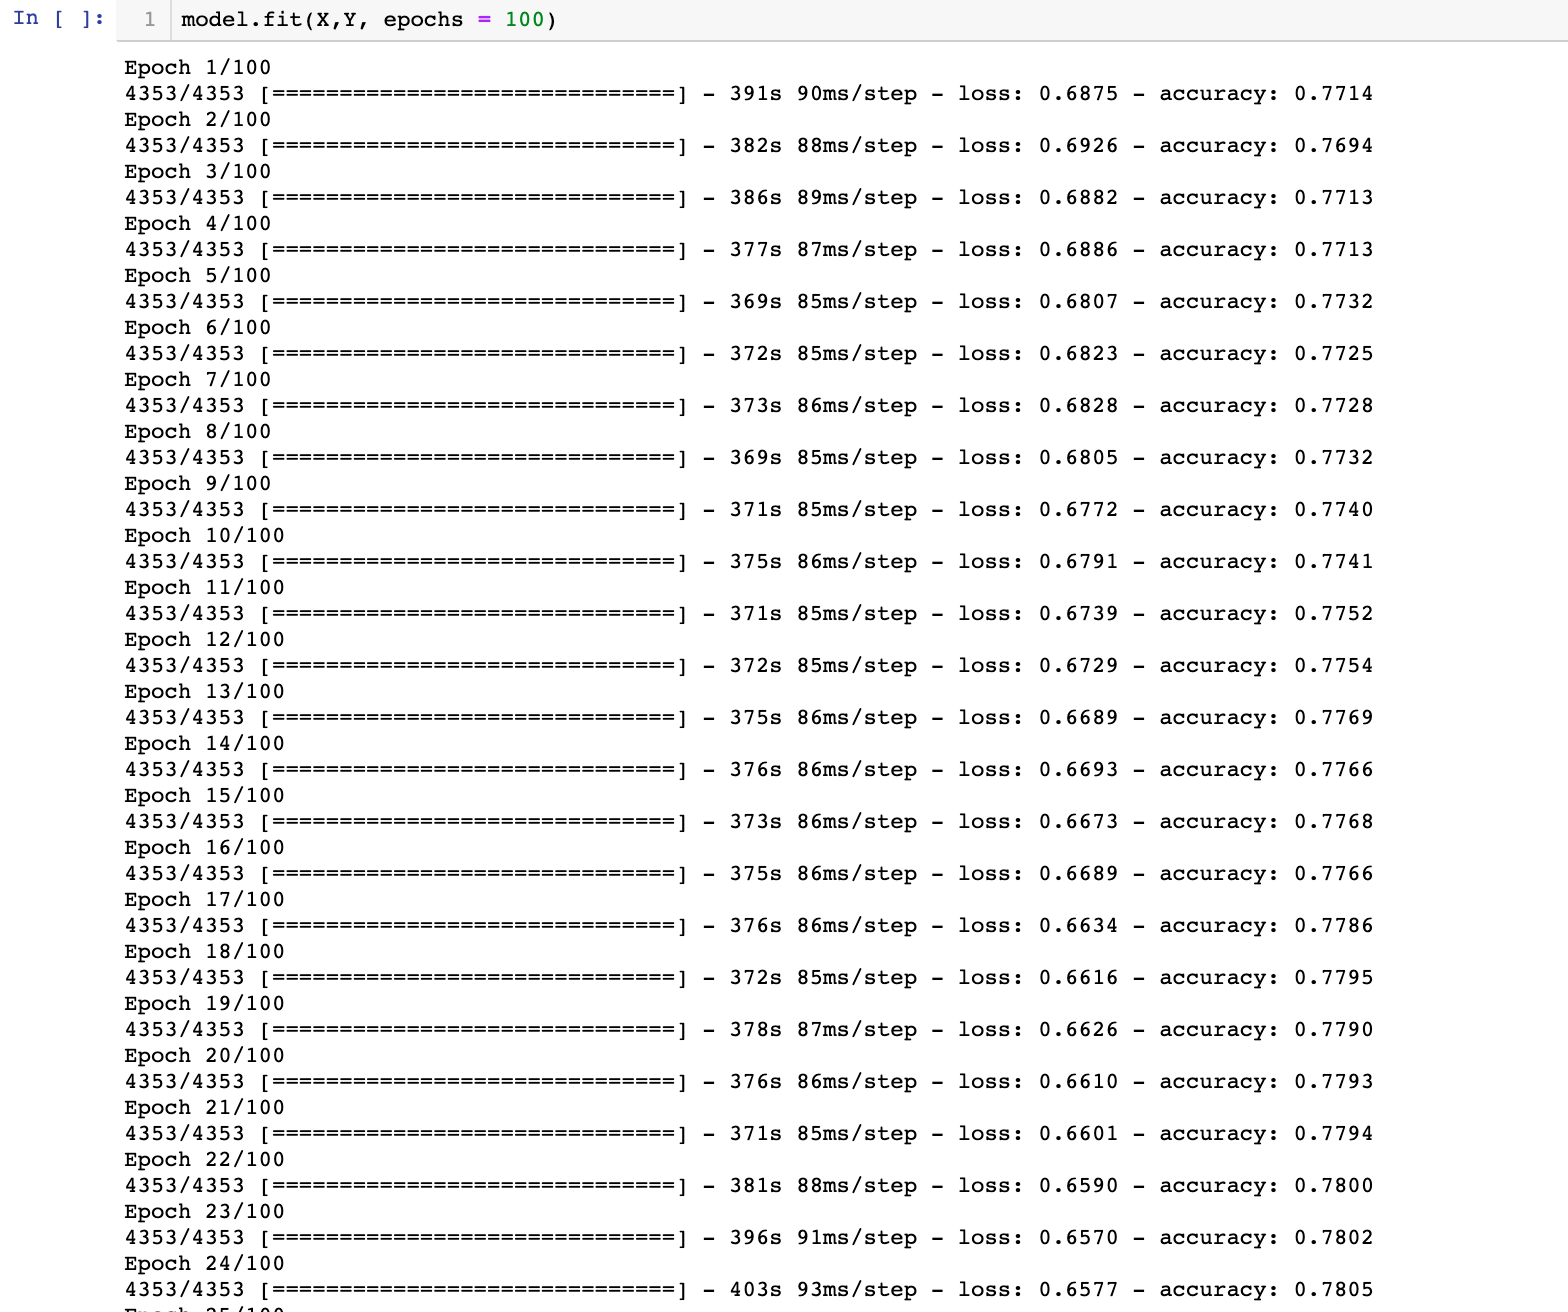 In [ ]: 1 model.fit(X,Y, epochs = 100)
Epoch 1/100
4353/4353 [==============================] - 391s 90ms/step - loss: 0.6875 - accuracy: 0.7714
Epoch 2/100
4353/4353 [==============================] - 382s 88ms/step - loss: 0.6926 - accuracy: 0.7694
Epoch 3/100
4353/4353 [==============================] - 386s 89ms/step - loss: 0.6882 - accuracy: 0.7713
Epoch 4/100
4353/4353 [==============================] - 377s 87ms/step - loss: 0.6886 - accuracy: 0.7713
Epoch 5/100
4353/4353 [==============================] - 369s 85ms/step - loss: 0.6807 - accuracy: 0.7732
Epoch 6/100
4353/4353 [==============================] - 372s 85ms/step - loss: 0.6823 - accuracy: 0.7725
Epoch 7/100
4353/4353 [==============================] - 373s 86ms/step - loss: 0.6828 - accuracy: 0.7728
Epoch 8/100
4353/4353 [==============================] - 369s 85ms/step - loss: 0.6805 - accuracy: 0.7732
Epoch 9/100
4353/4353 [==============================] - 371s 85ms/step - loss: 0.6772 - accuracy: 0.7740
Epoch 10/100
4353/4353 [==============================] - 375s 86ms/step - loss: 0.6791 - accuracy: 0.7741
Epoch 11/100
4353/4353 [==============================] - 371s 85ms/step - loss: 0.6739 - accuracy: 0.7752
Epoch 12/100
4353/4353 [==============================] - 372s 85ms/step - loss: 0.6729 - accuracy: 0.7754
Epoch 13/100
4353/4353 [==============================] - 375s 86ms/step - loss: 0.6689 - accuracy: 0.7769
Epoch 14/100
4353/4353 [==============================] - 376s 86ms/step - loss: 0.6693 - accuracy: 0.7766
Epoch 15/100
4353/4353 [==============================] - 373s 86ms/step - loss: 0.6673 - accuracy: 0.7768
Epoch 16/100
4353/4353 [==============================] - 375s 86ms/step - loss: 0.6689 - accuracy: 0.7766
Epoch 17/100
4353/4353 [==============================] - 376s 86ms/step - loss: 0.6634 - accuracy: 0.7786
Epoch 18/100
4353/4353 [==============================] - 372s 85ms/step - loss: 0.6616 - accuracy: 0.7795
Epoch 19/100
4353/4353 [==============================] - 378s 87ms/step - loss: 0.6626 - accuracy: 0.7790
Epoch 20/100
4353/4353 [==============================] - 376s 86ms/step - loss: 0.6610 - accuracy: 0.7793
Epoch 21/100
4353/4353 [==============================] - 371s 85ms/step - loss: 0.6601 - accuracy: 0.7794
Epoch 22/100
4353/4353 [==============================] - 381s 88ms/step - loss: 0.6590 - accuracy: 0.7800
Epoch 23/100
4353/4353 [==============================] - 396s 91ms/step - loss: 0.6570 - accuracy: 0.7802
Epoch 24/100
4353/4353 [==============================] - 403s 93ms/step - loss: 0.6577 - accuracy: 0.7805